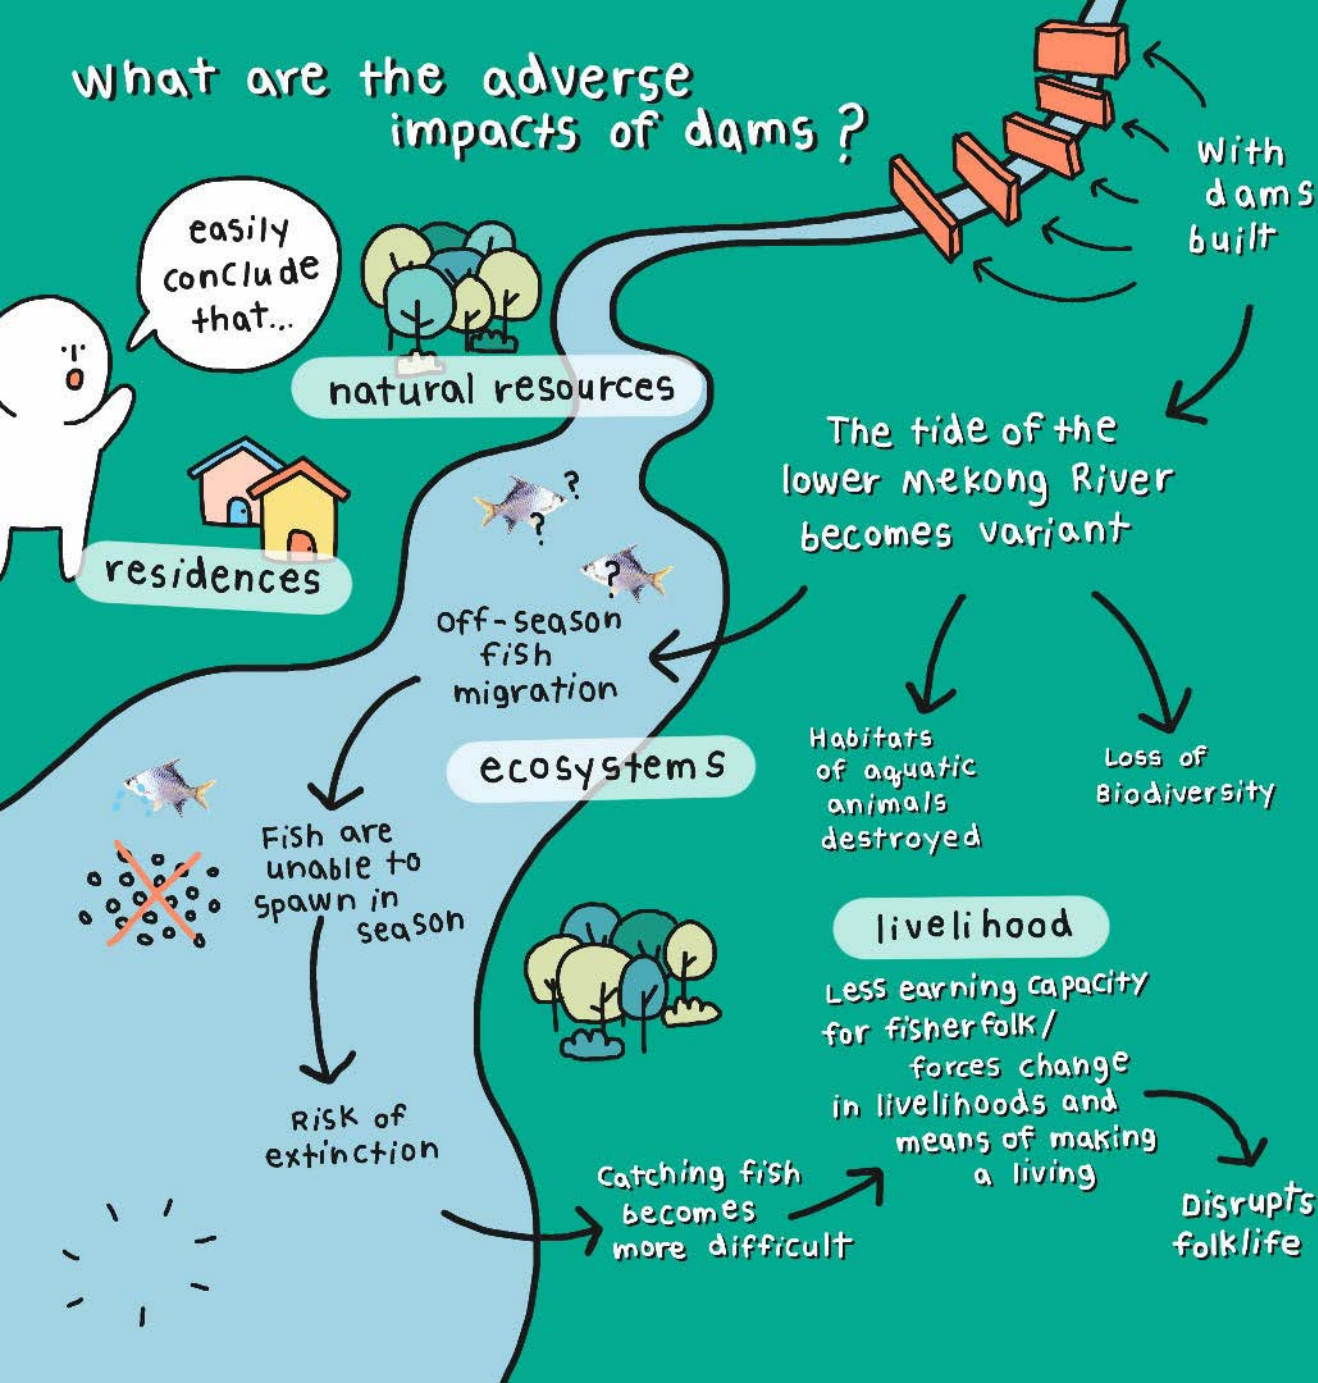 What are the adverse
impacts of dams?
easily
conclude
that...
With
dams
built
natural resources
The tide of the
lower mekong River
becomes variant
residences
?
?
?
Off-season
fish
migration
ecosystems
Habitats
of aquatic
animals
destroyed
Loss of
Biodiversity
Fish are
unable to
spawn in
season
livelihood
Less earning capacity
for fisherfolk/
forces change
in livelihoods and
means of making
a living
Risk of
extinction
Catching fish
becomes
more difficult
Disrupts
folklife